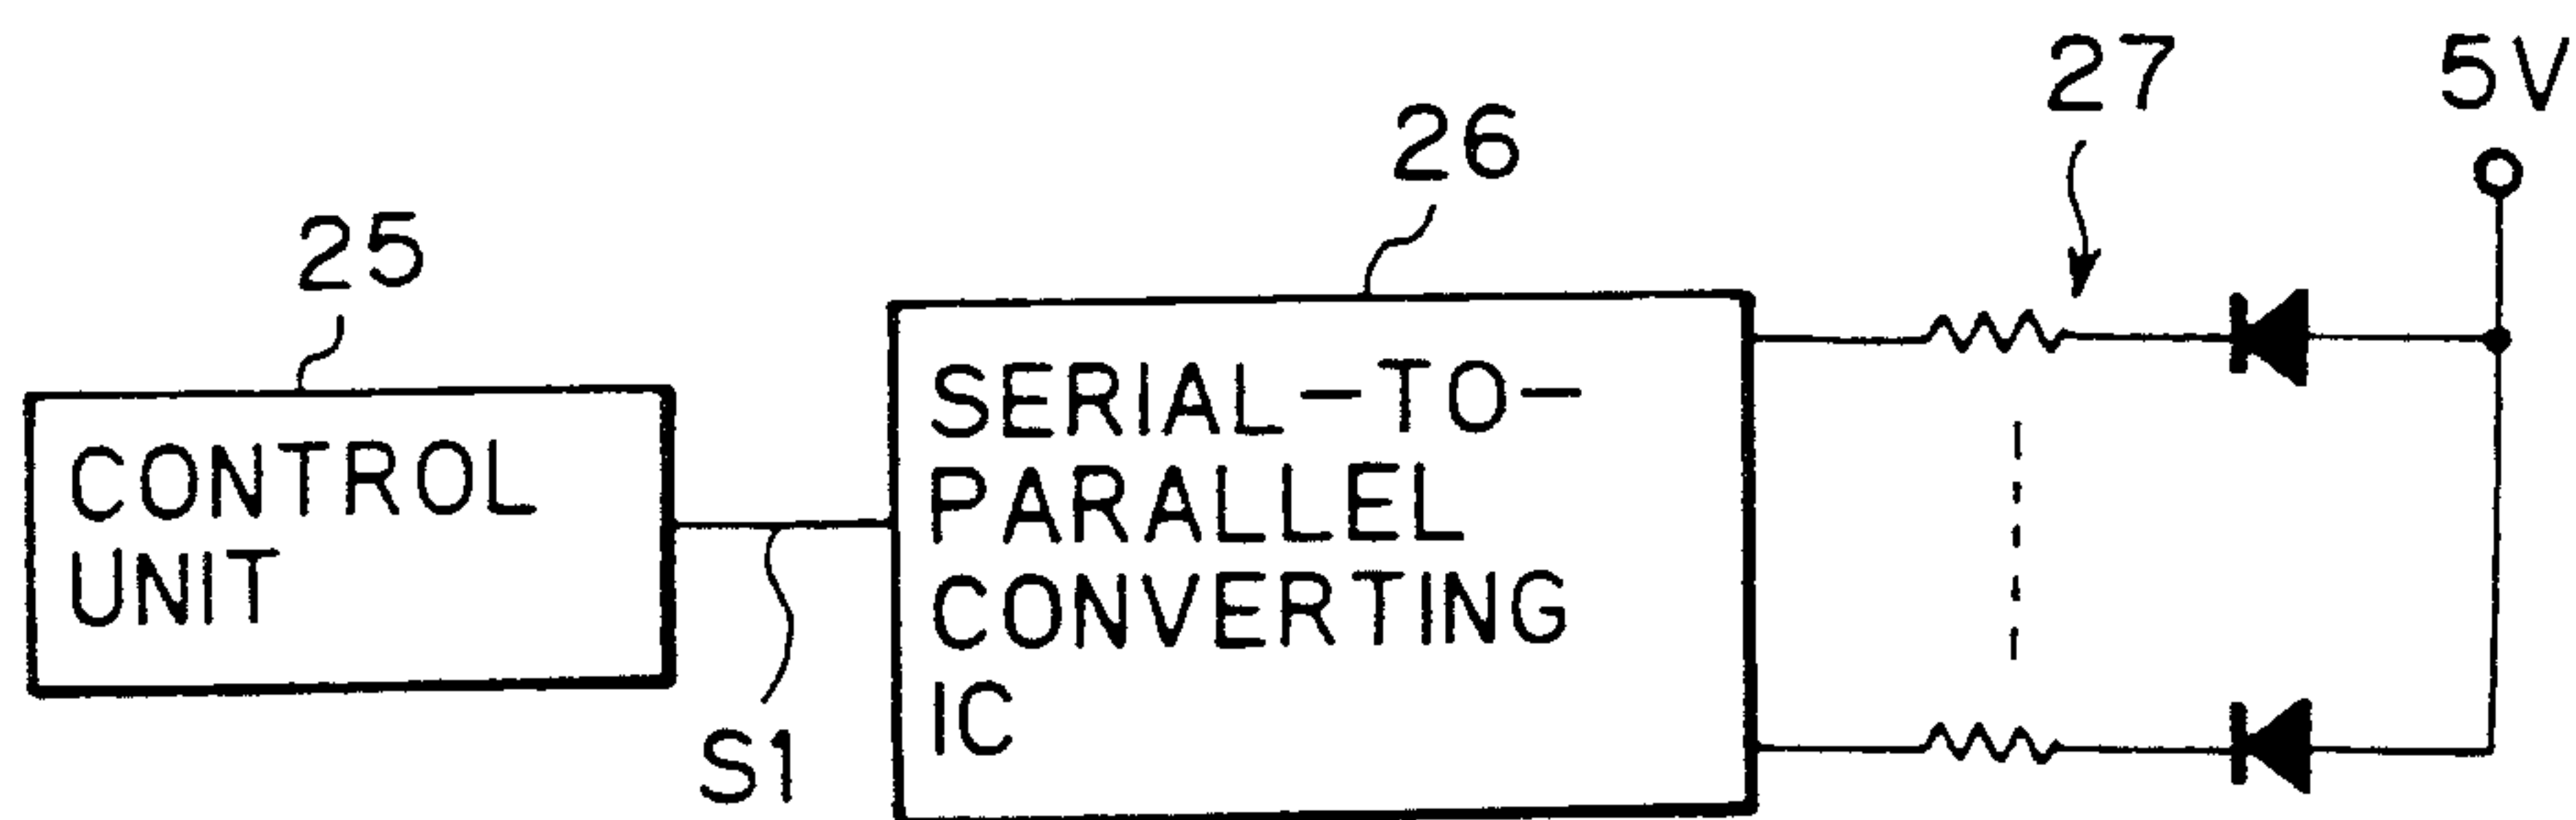 27
5V
26
25
SERIAL-TO-
PARALLEL
CONVERTING
IC
CONTROL
UNIT
S1